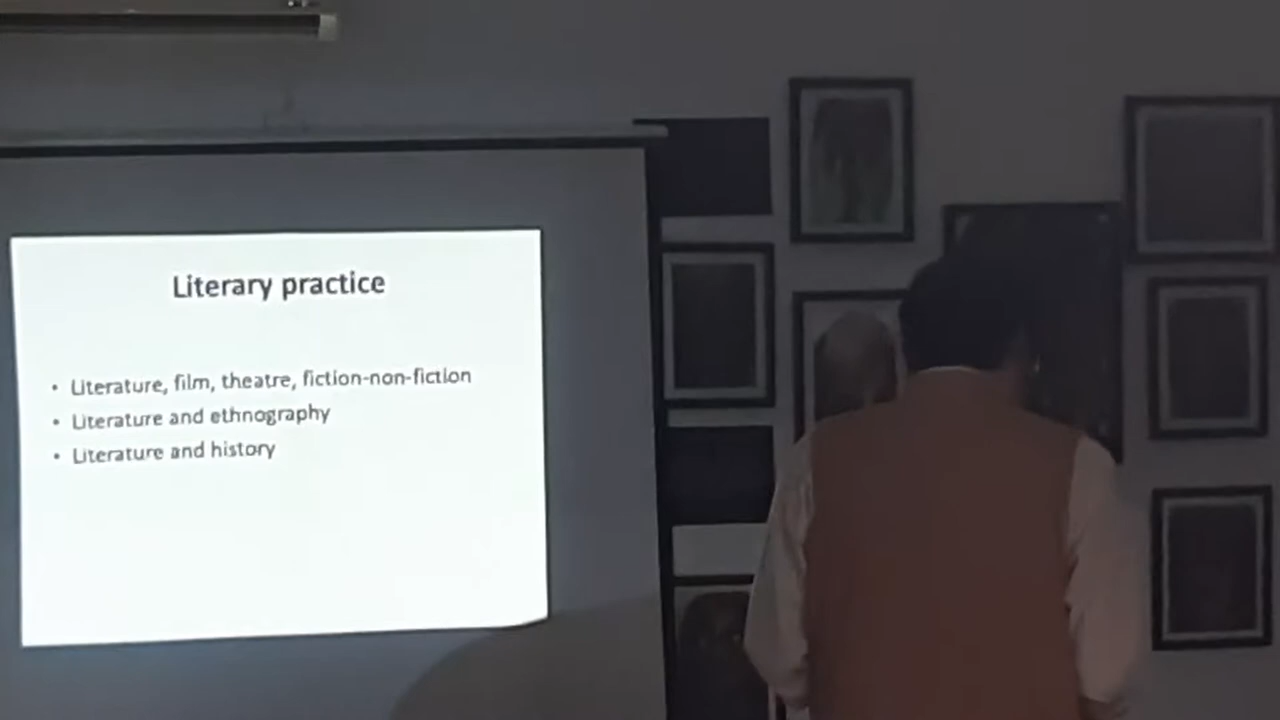 Literary practice
• Literature, film, theatre, fiction-non-fiction
• Literature and ethnography
• Literature and history